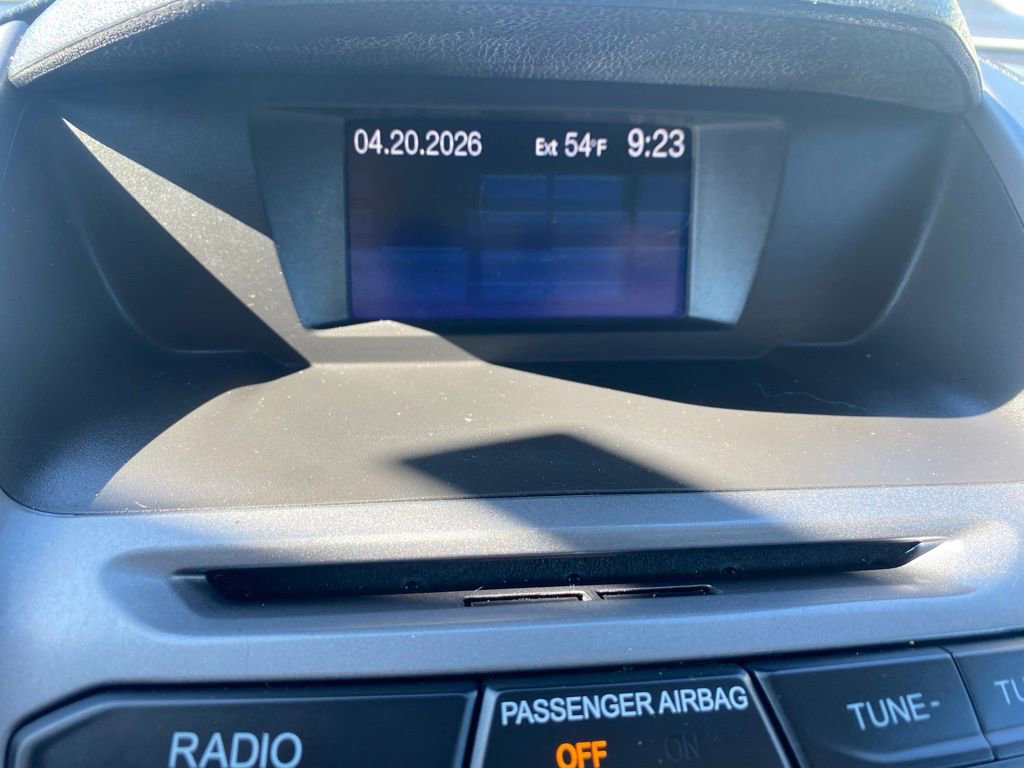 04.20.2026 Ext 54°F 9:23
PASSENGER AIRBAG
RADIO OFF ON TUNE-